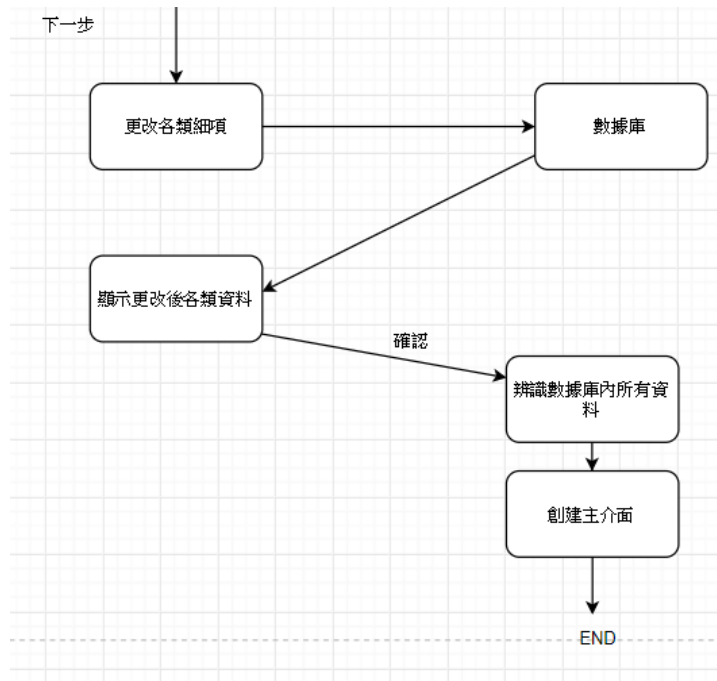 下一步
更改各類細項
數據庫
顯示更改後各類資料
確認
辨識數據庫內所有資
料
創建主介面
END